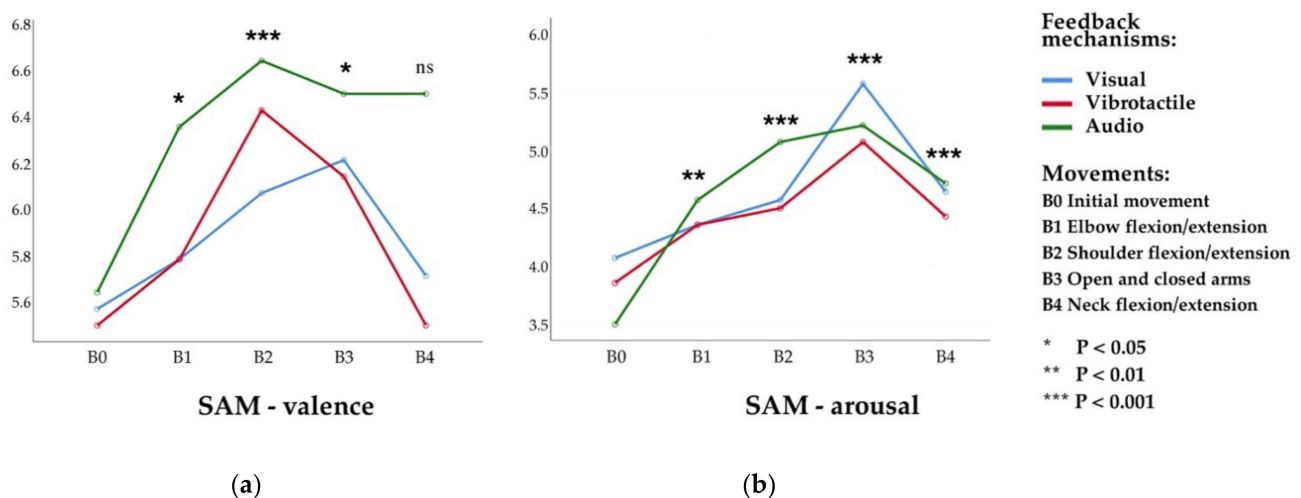 6.8
6.6
6.4
6.2
6.0
5.8
5.6
* *** * ns
B0 B1 B2 B3 B4
SAM - valence
(a)
6.0
5.5
5.0
4.5
4.0
3.5
** *** *** ***
B0 B1 B2 B3 B4
SAM - arousal
(b)
Feedback
mechanisms:
Visual
Vibrotactile
Audio
Movements:
B0 Initial movement
B1 Elbow flexion/extension
B2 Shoulder flexion/extension
B3 Open and closed arms
B4 Neck flexion/extension
* P < 0.05
** P < 0.01
*** P < 0.001